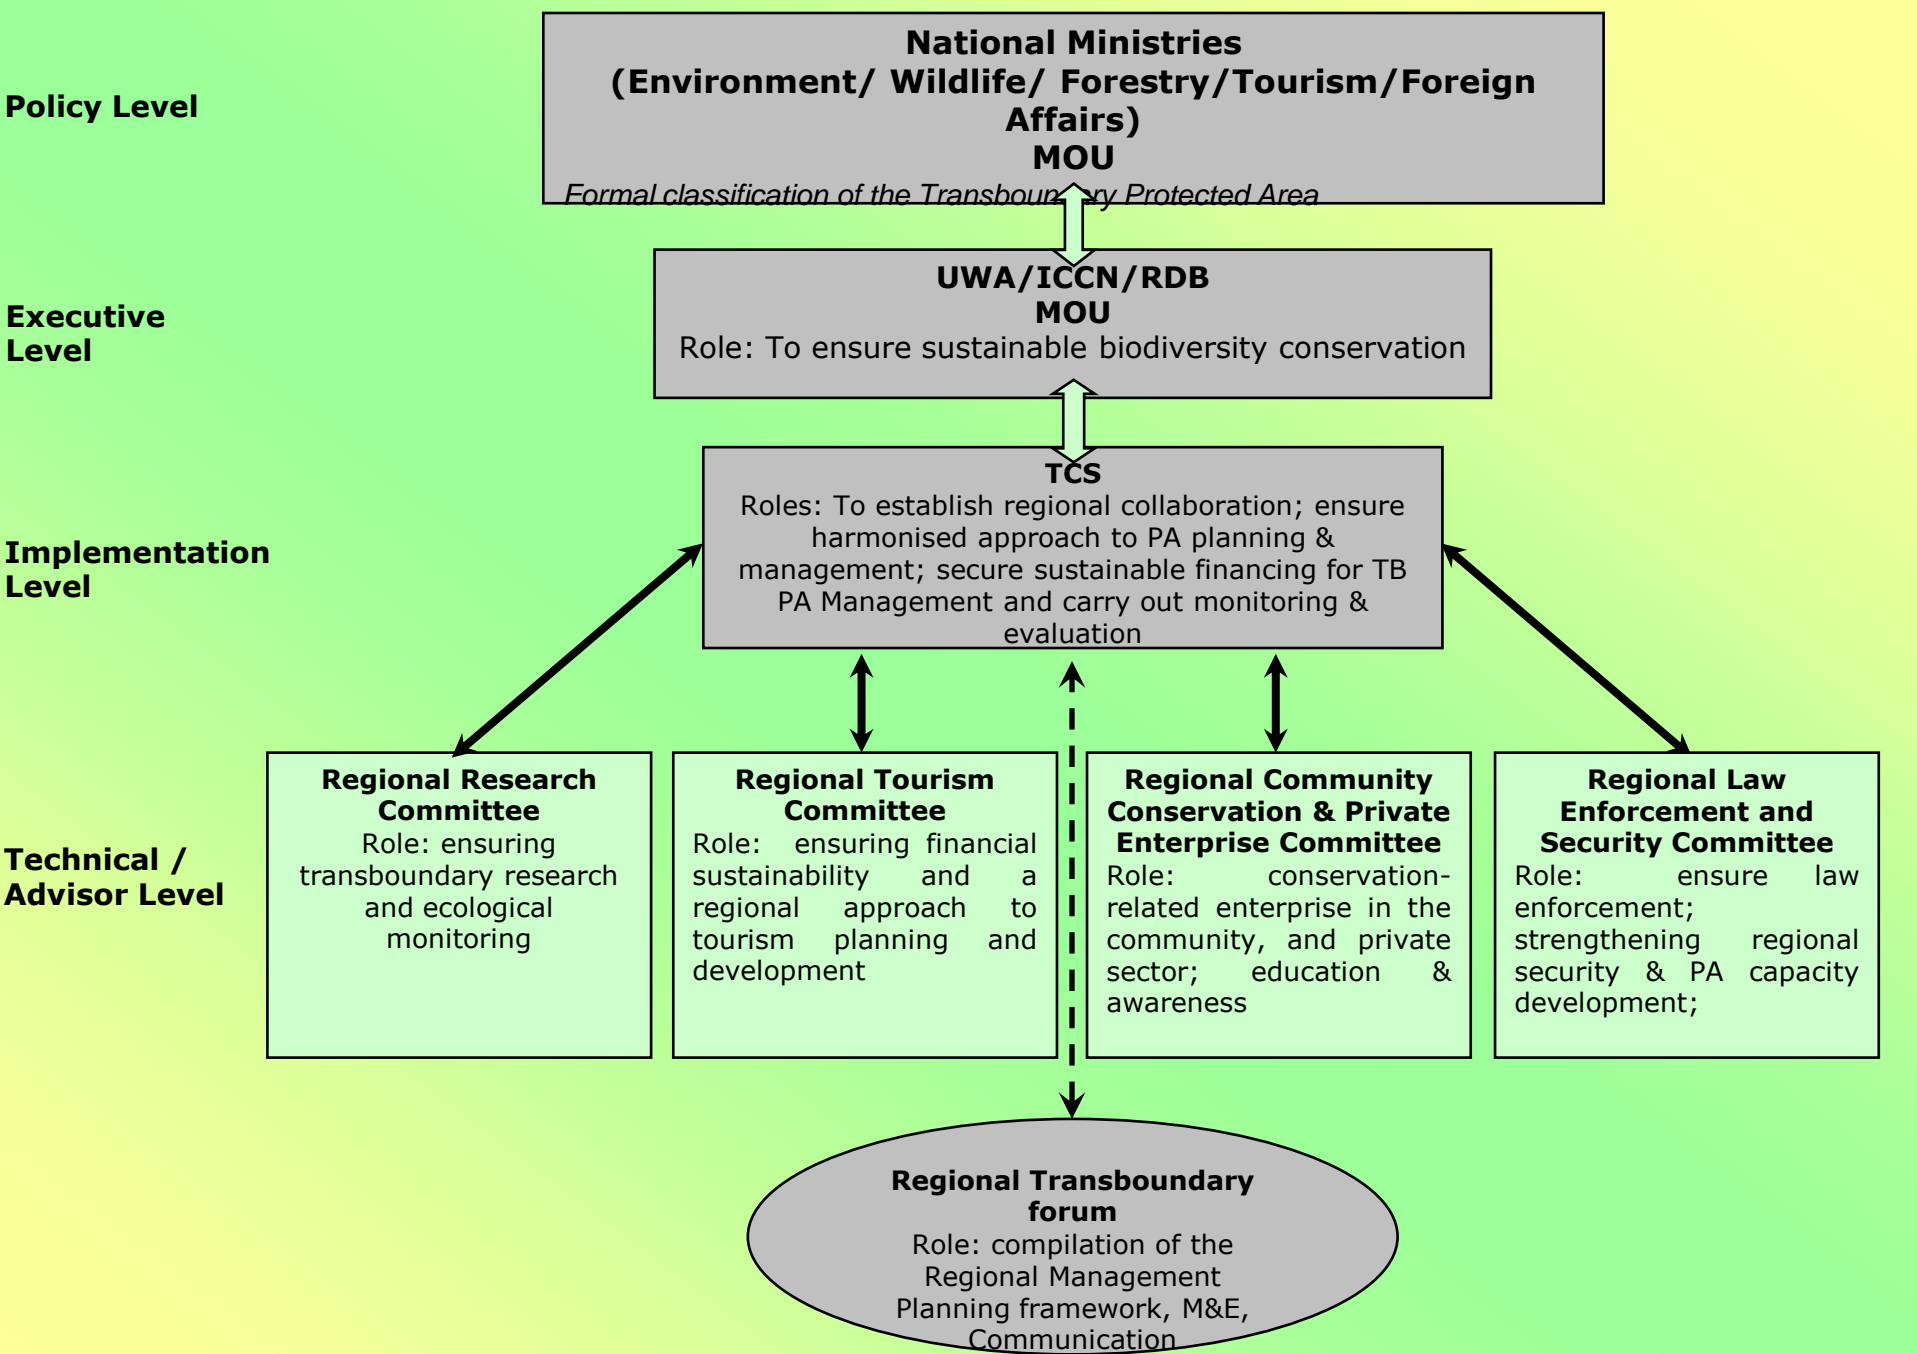 National Ministries
(Environment/ Wildlife/ Forestry/Tourism/Foreign
Affairs)
MOU
Formal classification of the Transboundary Protected Area
Policy Level
UWA/ICCN/RDB
MOU
Role: To ensure sustainable biodiversity conservation
Executive
Level
TCS
Roles: To establish regional collaboration; ensure
harmonised approach to PA planning &
management; secure sustainable financing for TB
PA Management and carry out monitoring &
evaluation
Implementation
Level
Technical /
Advisor Level
Regional Research
Committee
Role: ensuring
transboundary research
and ecological
monitoring
Regional Tourism
Committee
Role: ensuring financial
sustainability and a
regional approach to
tourism planning and
development
Regional Community
Conservation & Private
Enterprise Committee
Role: conservation-
related enterprise in the
community, and private
sector; education &
awareness
Regional Law
Enforcement and
Security Committee
Role: ensure law
enforcement;
strengthening regional
security & PA capacity
development;
Regional Transboundary
forum
Role: compilation of the
Regional Management
Planning framework, M&E,
Communication